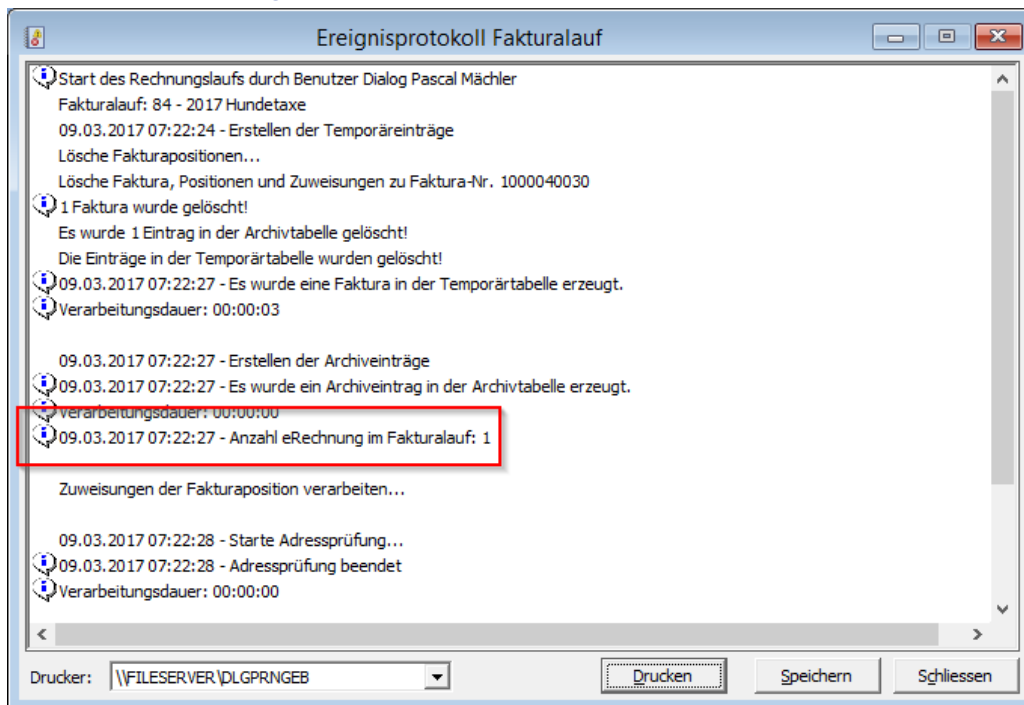 Ereignisprotokoll Fakturalauf
Start des Rechnungslaufs durch Benutzer Dialog Pascal Mächler
Fakturalauf: 84 - 2017 Hundetaxe
09.03.2017 07:22:24 - Erstellen der Temporäreinträge
Lösche Fakturapositionen...
Lösche Faktura, Positionen und Zuweisungen zu Faktura-Nr. 1000040030
1 Faktura wurde gelöscht!
Es wurde 1 Eintrag in der Archivtabelle gelöscht!
Die Einträge in der Temporärtabelle wurden gelöscht!
09.03.2017 07:22:27 - Es wurde eine Faktura in der Temporärtabelle erzeugt.
Verarbeitungsdauer: 00:00:03
09.03.2017 07:22:27 - Erstellen der Archiveinträge
09.03.2017 07:22:27 - Es wurde ein Archiveintrag in der Archivtabelle erzeugt.
Verarbeitungsdauer: 00:00:00
09.03.2017 07:22:27 - Anzahl eRechnung im Fakturalauf: 1
Zuweisungen der Fakturaposition verarbeiten...
09.03.2017 07:22:28 - Starte Adressprüfung...
09.03.2017 07:22:28 - Adressprüfung beendet
Verarbeitungsdauer: 00:00:00
Drucker: \\FILESERVER\DLGPRNGEB Drucken Speichern Schliessen